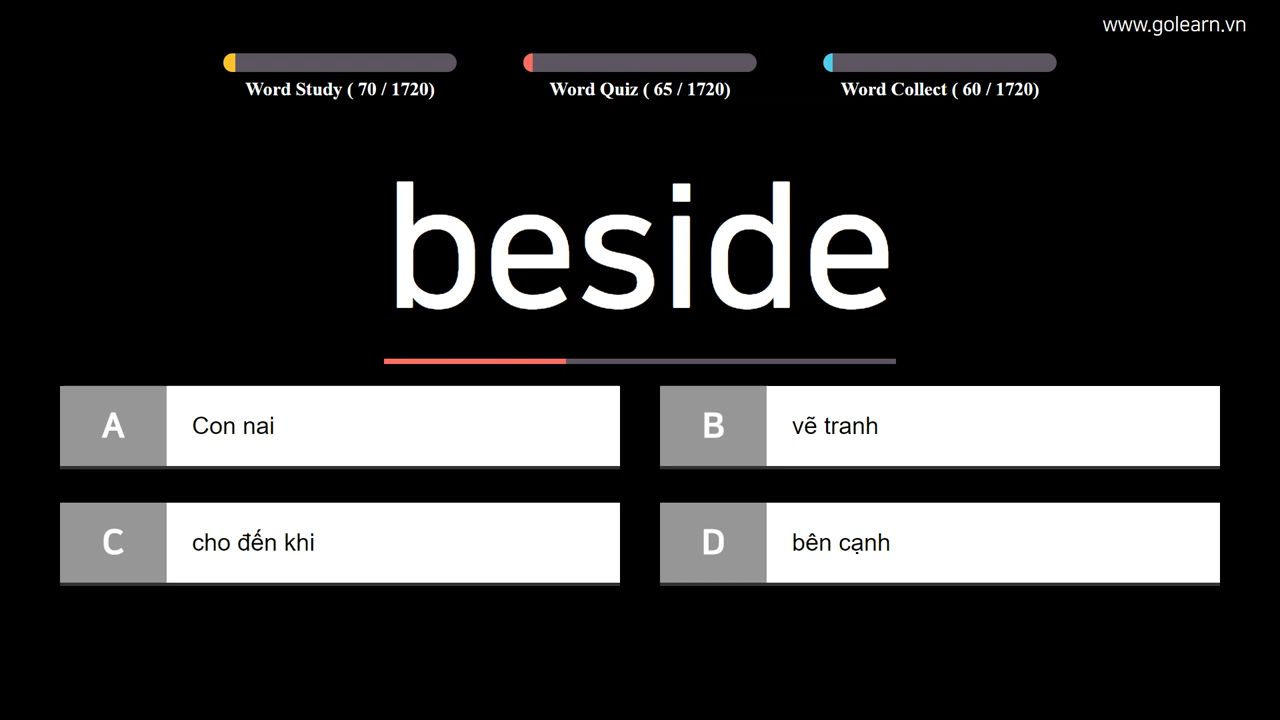 www.golearn.vn
Word Study ( 70 / 1720)
Word Quiz ( 65 / 1720)
Word Collect ( 60 / 1720)
beside
A Con nai
B vẽ tranh
C cho đến khi
D bên cạnh